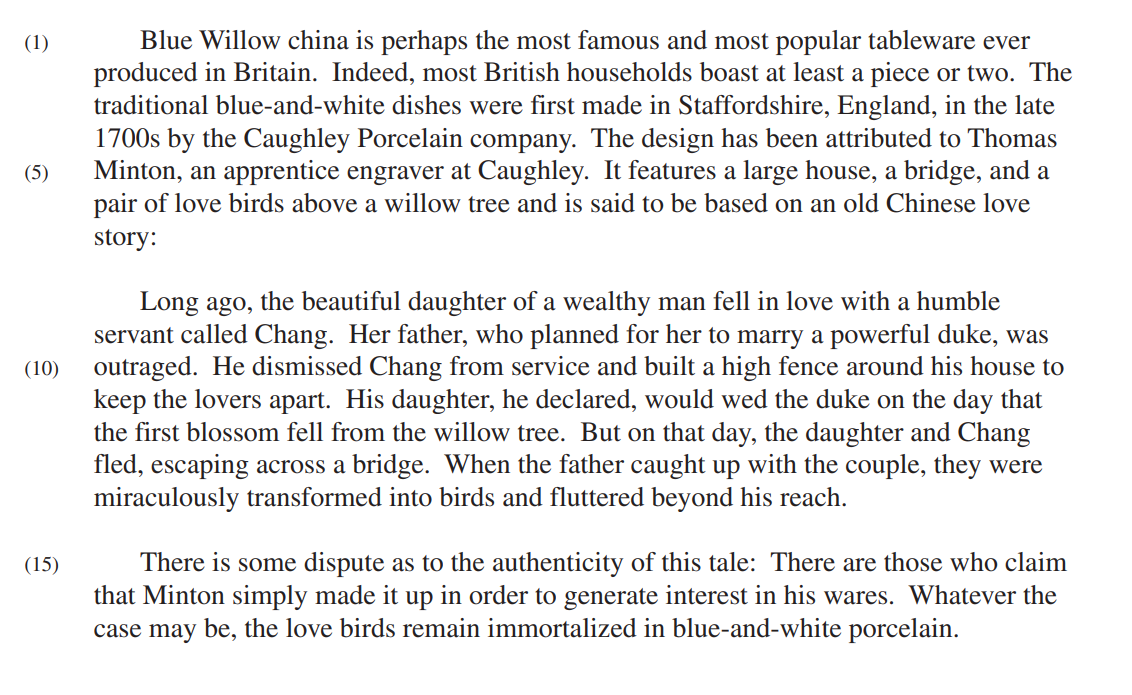 (1) Blue Willow china is perhaps the most famous and most popular tableware ever
produced in Britain. Indeed, most British households boast at least a piece or two. The
traditional blue-and-white dishes were first made in Staffordshire, England, in the late
1700s by the Caughley Porcelain company. The design has been attributed to Thomas
(5) Minton, an apprentice engraver at Caughley. It features a large house, a bridge, and a
pair of love birds above a willow tree and is said to be based on an old Chinese love
story:
Long ago, the beautiful daughter of a wealthy man fell in love with a humble
servant called Chang. Her father, who planned for her to marry a powerful duke, was
(10) outraged. He dismissed Chang from service and built a high fence around his house to
keep the lovers apart. His daughter, he declared, would wed the duke on the day that
the first blossom fell from the willow tree. But on that day, the daughter and Chang
fled, escaping across a bridge. When the father caught up with the couple, they were
miraculously transformed into birds and fluttered beyond his reach.
(15) There is some dispute as to the authenticity of this tale: There are those who claim
that Minton simply made it up in order to generate interest in his wares. Whatever the
case may be, the love birds remain immortalized in blue-and-white porcelain.